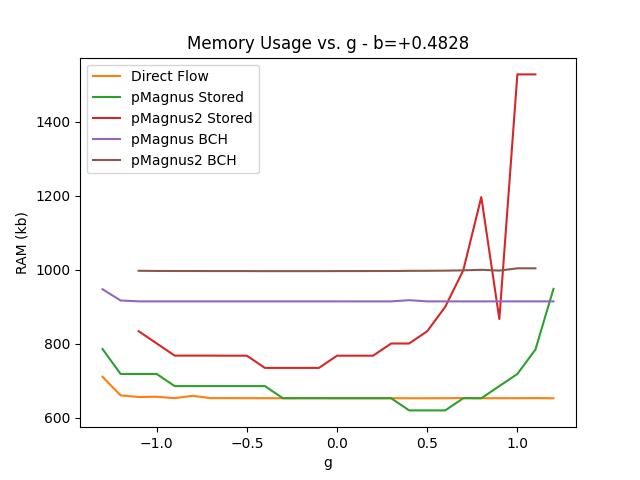 Memory Usage vs. g - b=+0.4828
Direct Flow
pMagnus Stored
pMagnus2 Stored
pMagnus BCH
pMagnus2 BCH
RAM (kb)
1400
1200
1000
800
600
−1.0
−0.5
0.0
0.5
1.0
g